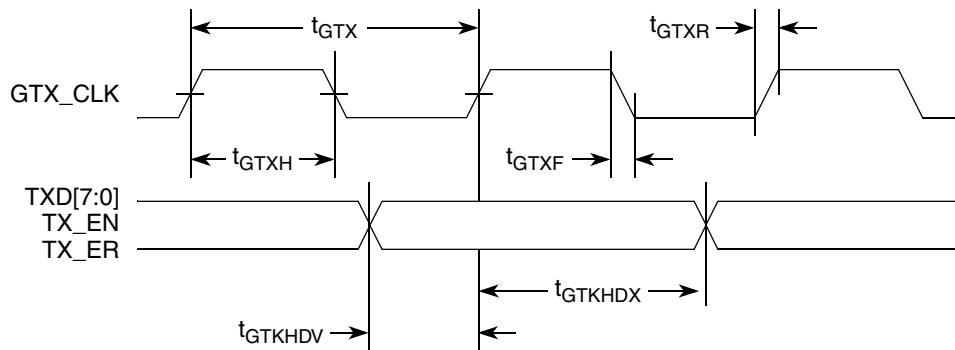 tGTX
tGTXR
GTX_CLK
tGTXH
tGTXF
TXD[7:0]
TX_EN
TX_ER
tGTKHDX
tGTKHDV